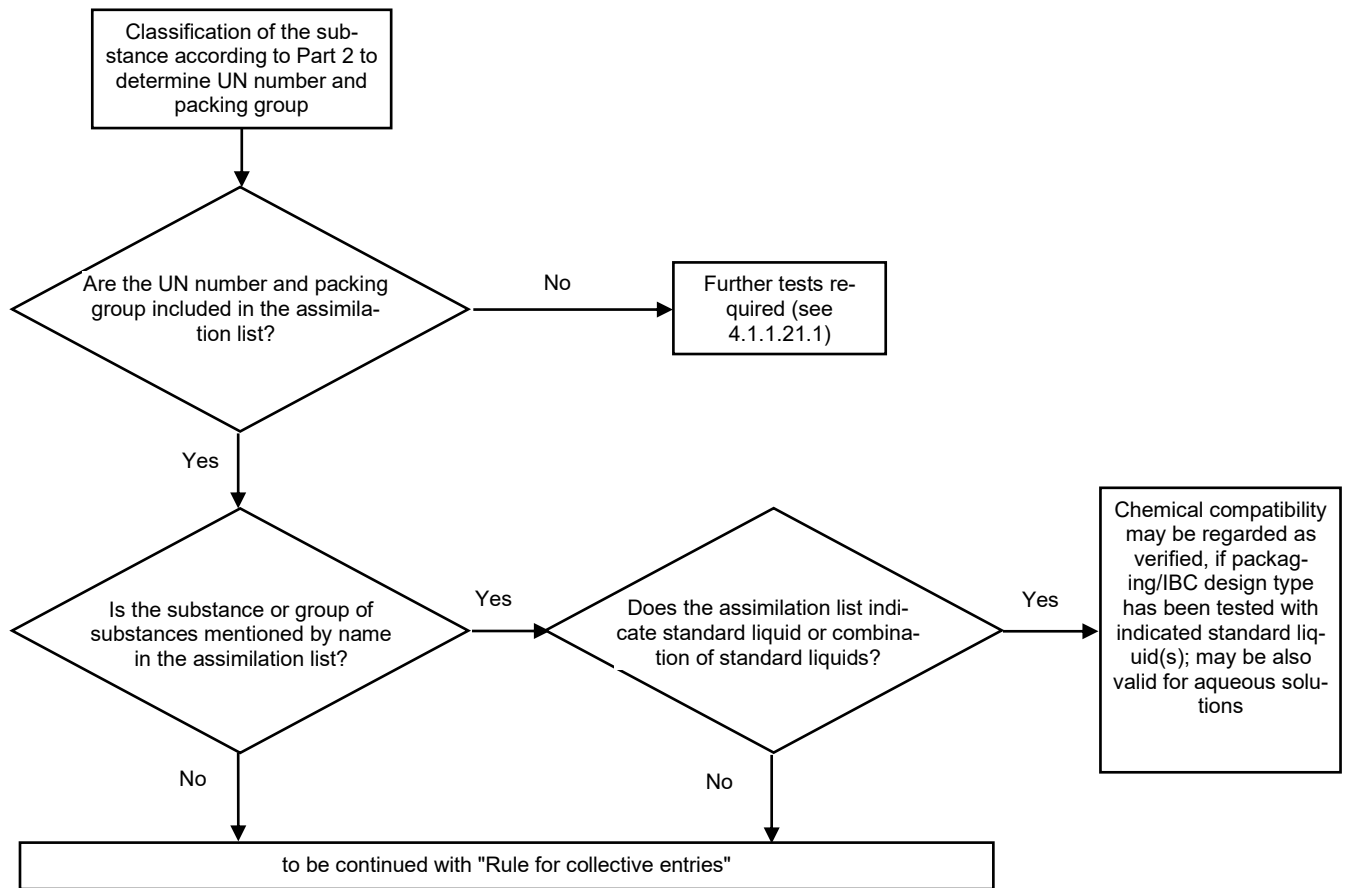 Classification of the sub-
stance according to Part 2 to
determine UN number and
packing group
Are the UN number and packing
group included in the assimila-
tion list?
No
Further tests re-
quired (see
4.1.1.21.1)
Yes
Is the substance or group of
substances mentioned by name
in the assimilation list?
Yes
Does the assimilation list indi-
cate standard liquid or combina-
tion of standard liquids?
Yes
Chemical compatibility
may be regarded as
verified, if packag-
ing/IBC design type
has been tested with
indicated standard liq-
uid(s); may be also
valid for aqueous solu-
tions
No
No
to be continued with "Rule for collective entries"